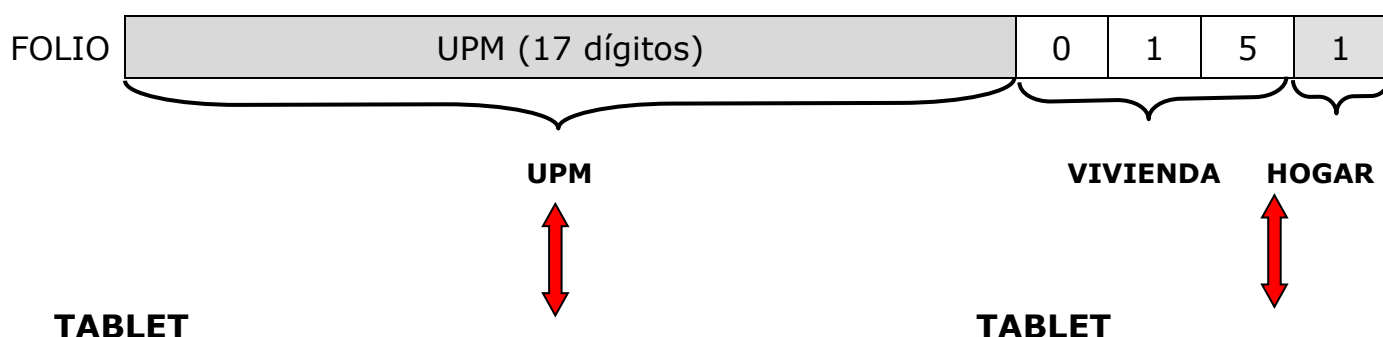 FOLIO UPM (17 dígitos) 0 1 5 1
UPM VIVIENDA HOGAR
TABLET TABLET